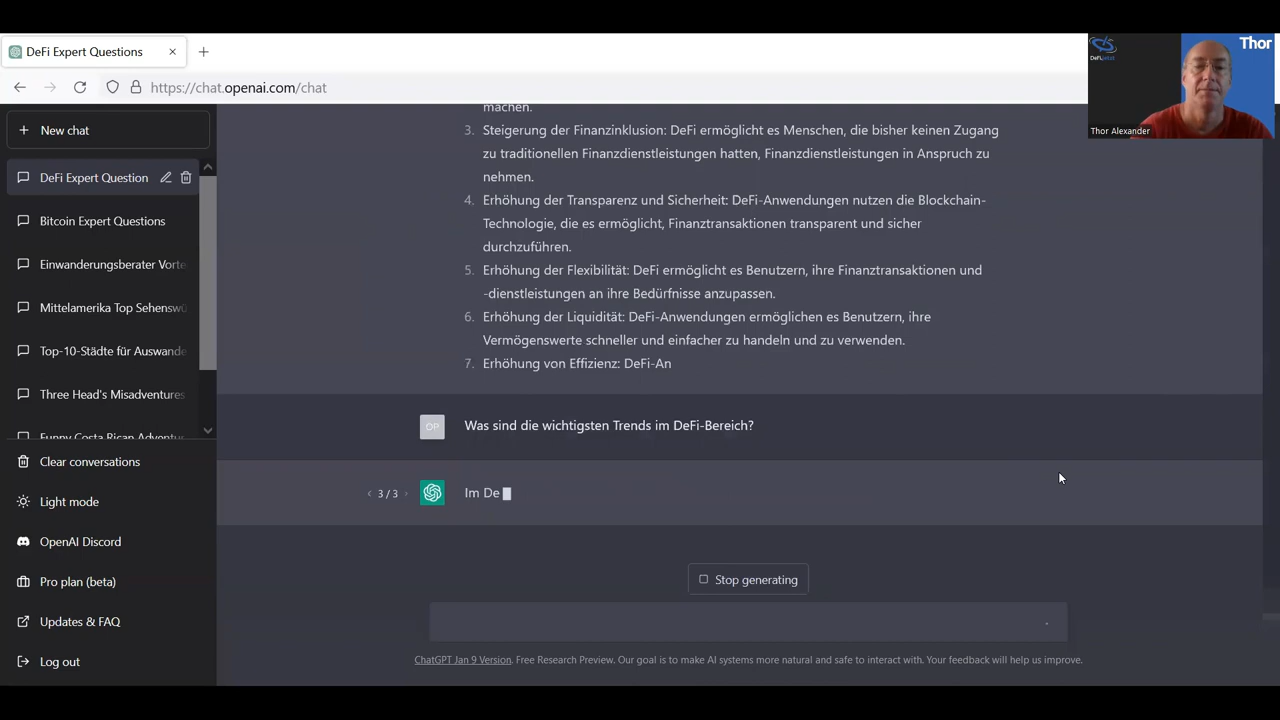 DeFi Expert Questions
Thor
DeFi.jetzt
https://chat.openai.com/chat
Thor Alexander
New chat
DeFi Expert Question
Bitcoin Expert Questions
Einwanderungsberater Vorte
Mittelamerika Top Sehenswü
Top-10-Städte für Auswande
Three Head's Misadventures
Funny Costa Rican Adventur
Clear conversations
Light mode
OpenAI Discord
Pro plan (beta)
Updates & FAQ
Log out
machen.
3. Steigerung der Finanzinklusion: DeFi ermöglicht es Menschen, die bisher keinen Zugang
zu traditionellen Finanzdienstleistungen hatten, Finanzdienstleistungen in Anspruch zu
nehmen.
4. Erhöhung der Transparenz und Sicherheit: DeFi-Anwendungen nutzen die Blockchain-
Technologie, die es ermöglicht, Finanztransaktionen transparent und sicher
durchzuführen.
5. Erhöhung der Flexibilität: DeFi ermöglicht es Benutzern, ihre Finanztransaktionen und
-dienstleistungen an ihre Bedürfnisse anzupassen.
6. Erhöhung der Liquidität: DeFi-Anwendungen ermöglichen es Benutzern, ihre
Vermögenswerte schneller und einfacher zu handeln und zu verwenden.
7. Erhöhung von Effizienz: DeFi-An
OP
Was sind die wichtigsten Trends im DeFi-Bereich?
< 3 / 3 >
Im De
Stop generating
ChatGPT Jan 9 Version. Free Research Preview. Our goal is to make AI systems more natural and safe to interact with. Your feedback will help us improve.